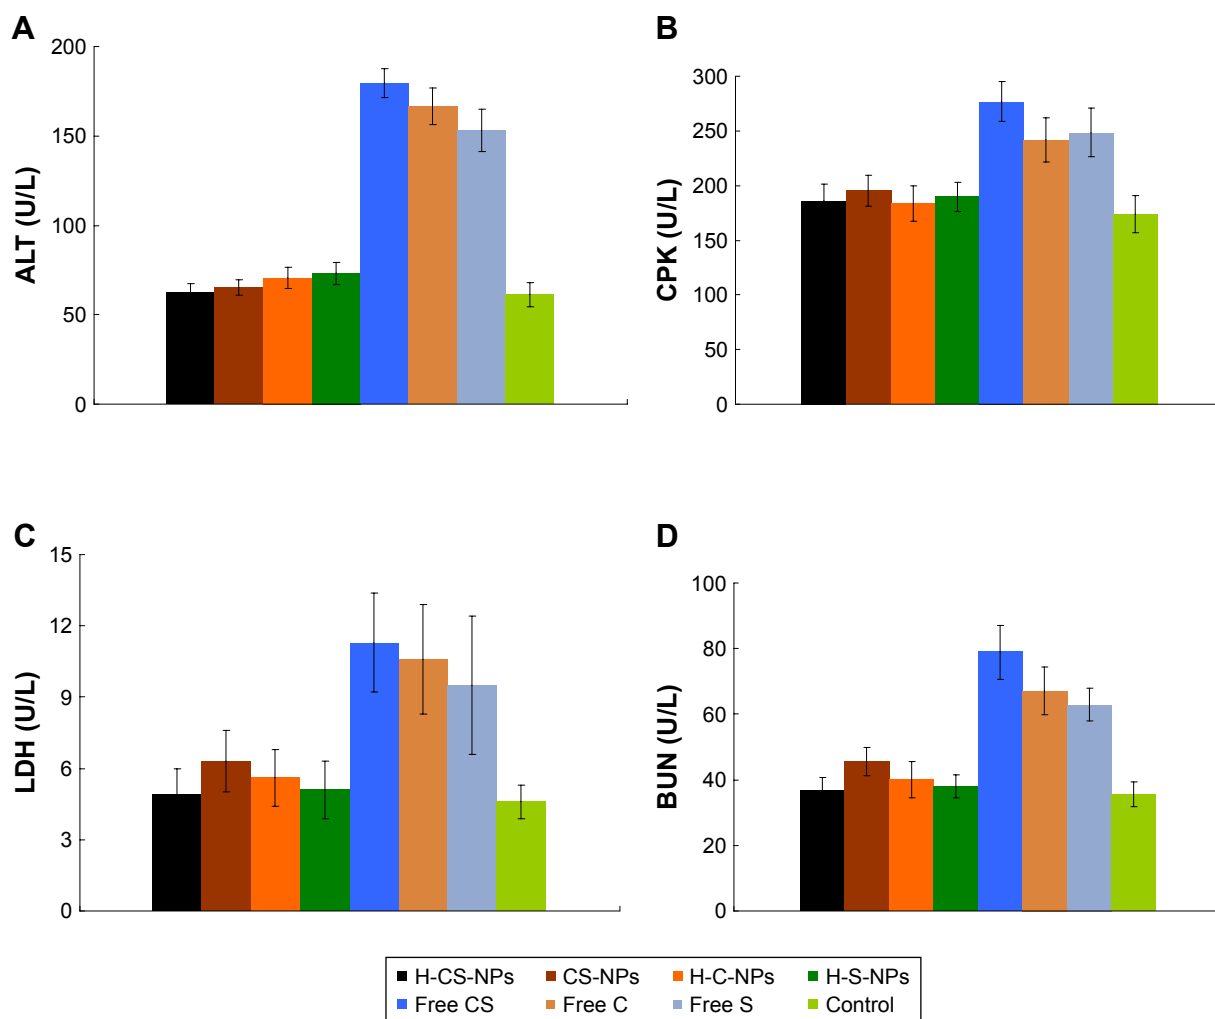 A
200
150
100
50
0
ALT (U/L)
B
300
250
200
150
100
50
0
CPK (U/L)
C
15
12
9
6
3
0
LDH (U/L)
D
100
80
60
40
20
0
BUN (U/L)
H-CS-NPs CS-NPs H-C-NPs H-S-NPs
Free CS Free C Free S Control